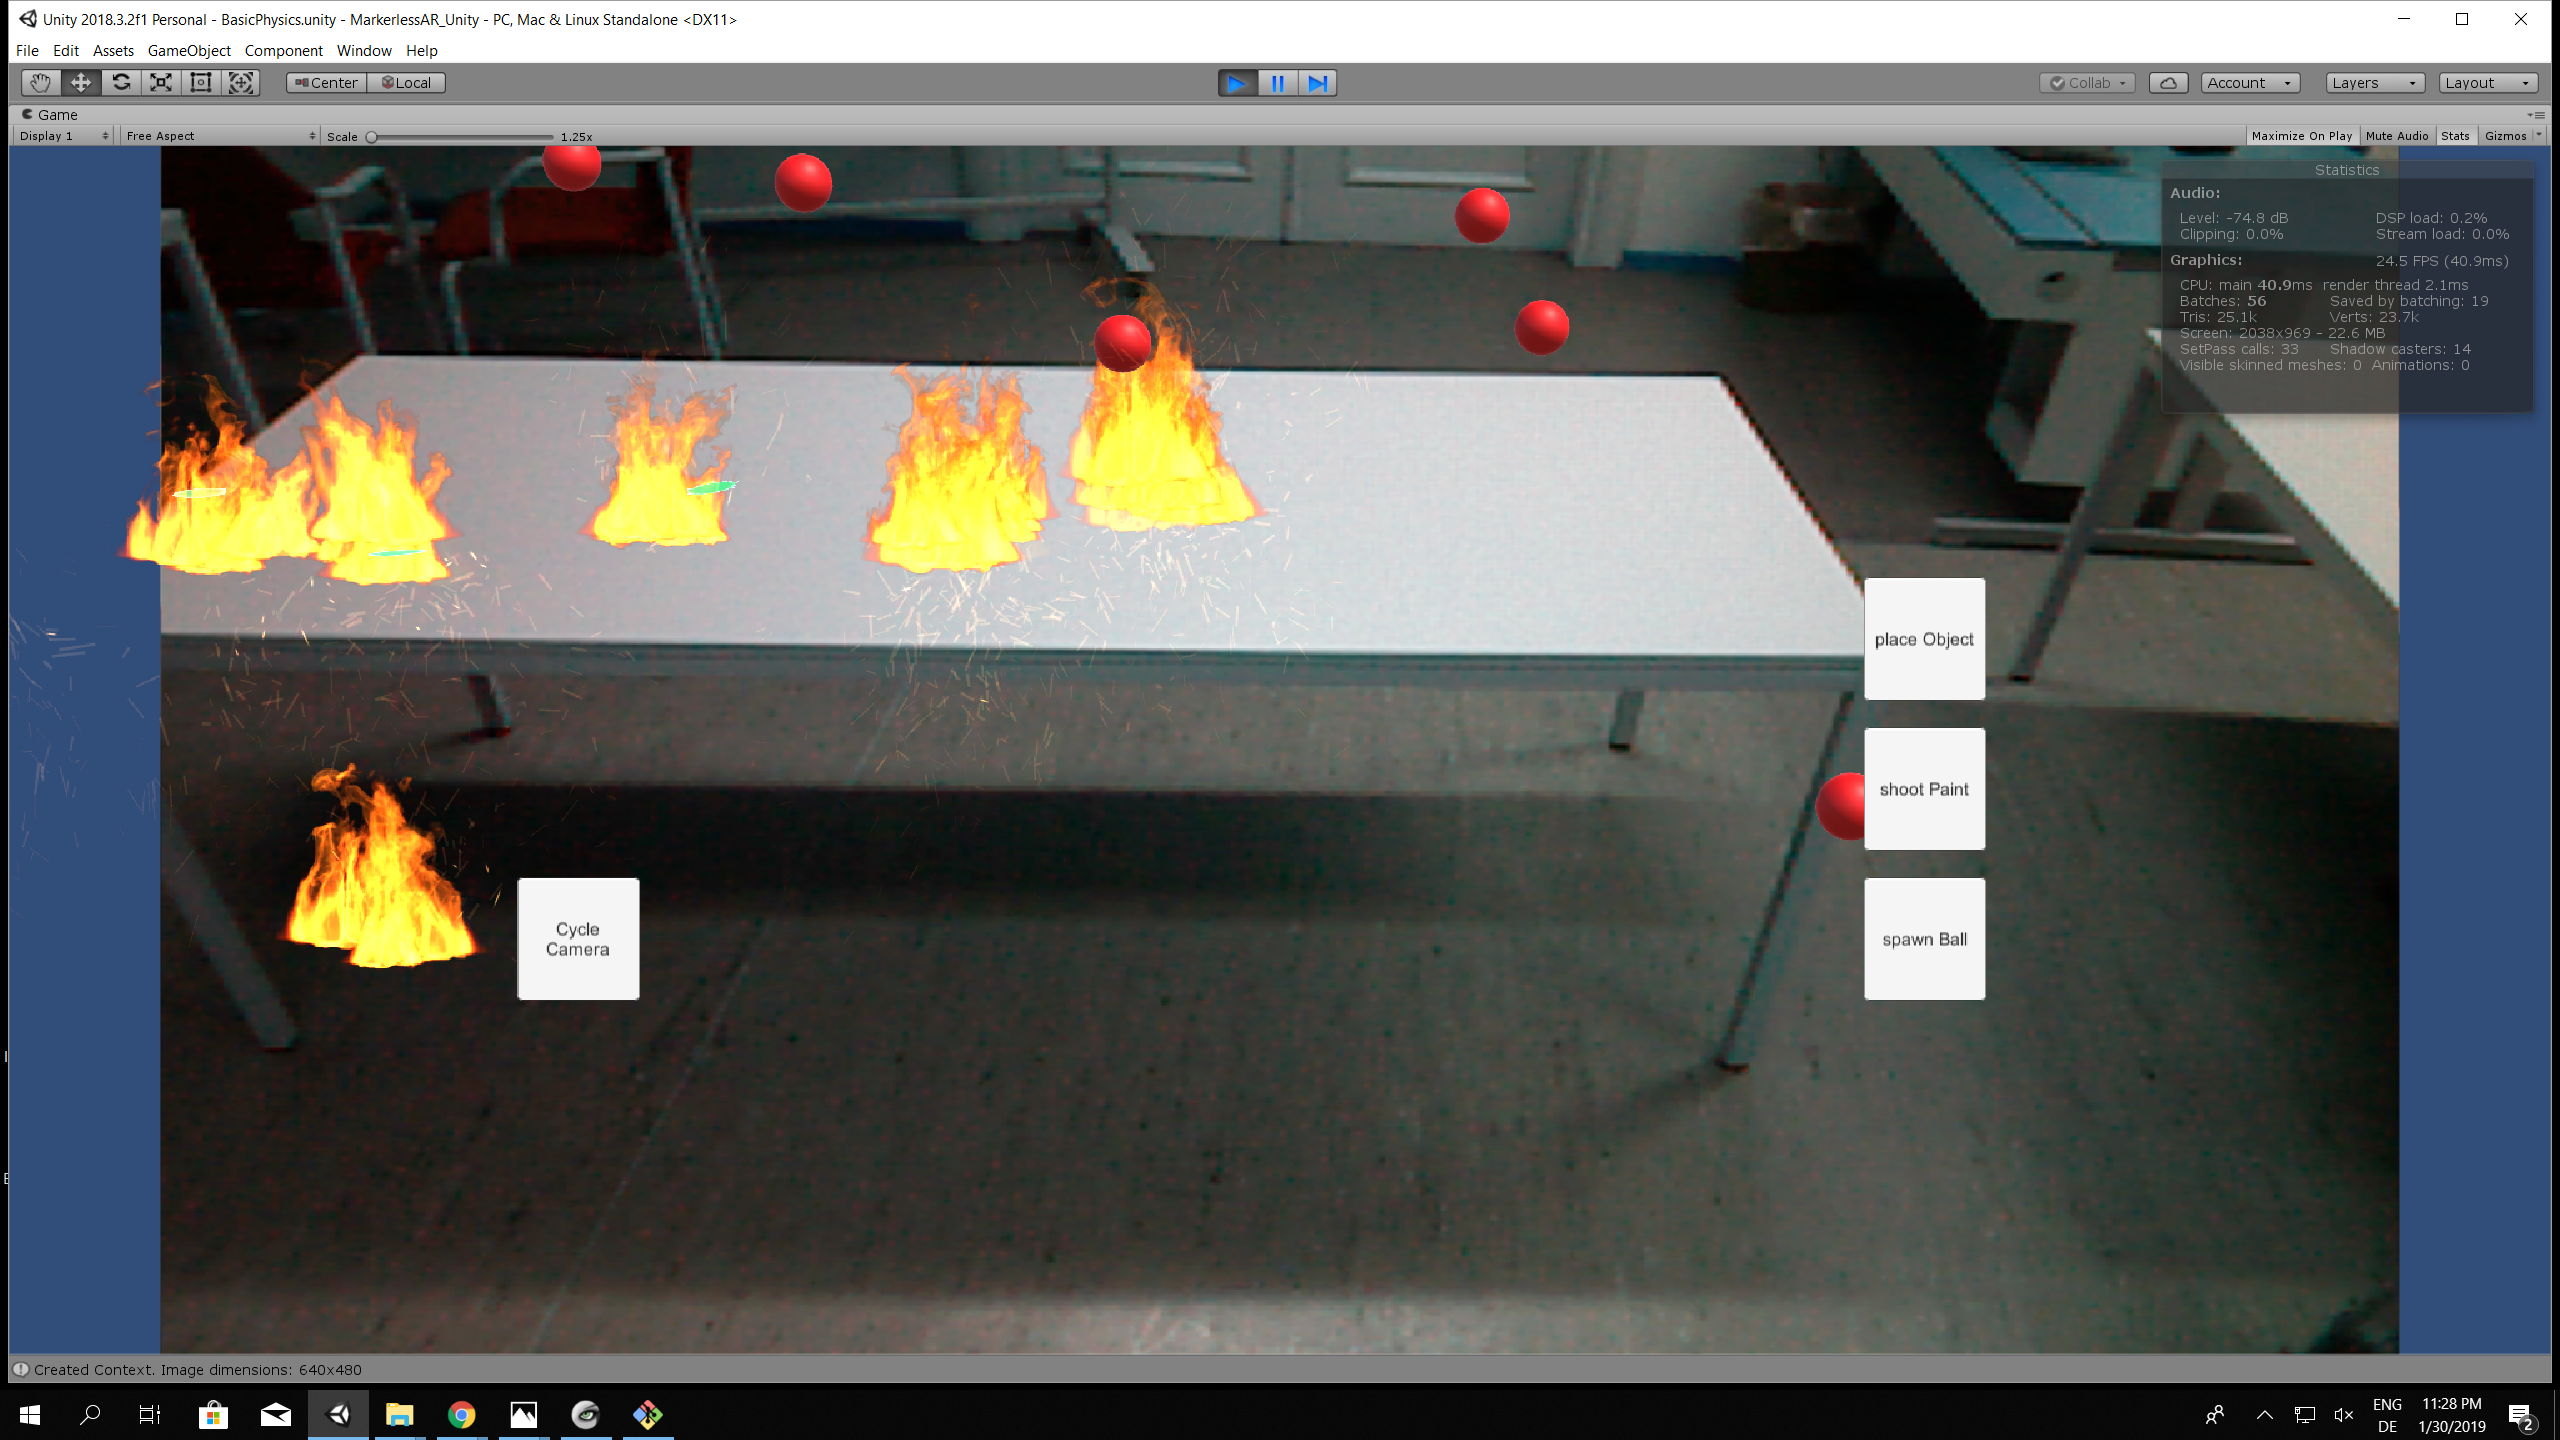 Unity 2018.3.2f1 Personal - BasicPhysics.unity - MarkerlessAR_Unity - PC, Mac & Linux Standalone <DX11>
File Edit Assets GameObject Component Window Help
Center Local Collab Account Layers Layout
Game
Display 1 Free Aspect Scale 1.25x Maximize On Play Mute Audio Stats Gizmos
Statistics
Audio:
Level: -74.8 dB DSP load: 0.2%
Clipping: 0.0% Stream load: 0.0%
Graphics: 24.5 FPS (40.9ms)
CPU: main 40.9ms render thread 2.1ms
Batches: 56 Saved by batching: 19
Tris: 25.1k Verts: 23.7k
Screen: 2038x969 - 22.6 MB
SetPass calls: 33 Shadow casters: 14
Visible skinned meshes: 0 Animations: 0
place Object
shoot Paint
Cycle
Camera
spawn Ball
Created Context. Image dimensions: 640x480
ENG 11:28 PM
DE 1/30/2019
2